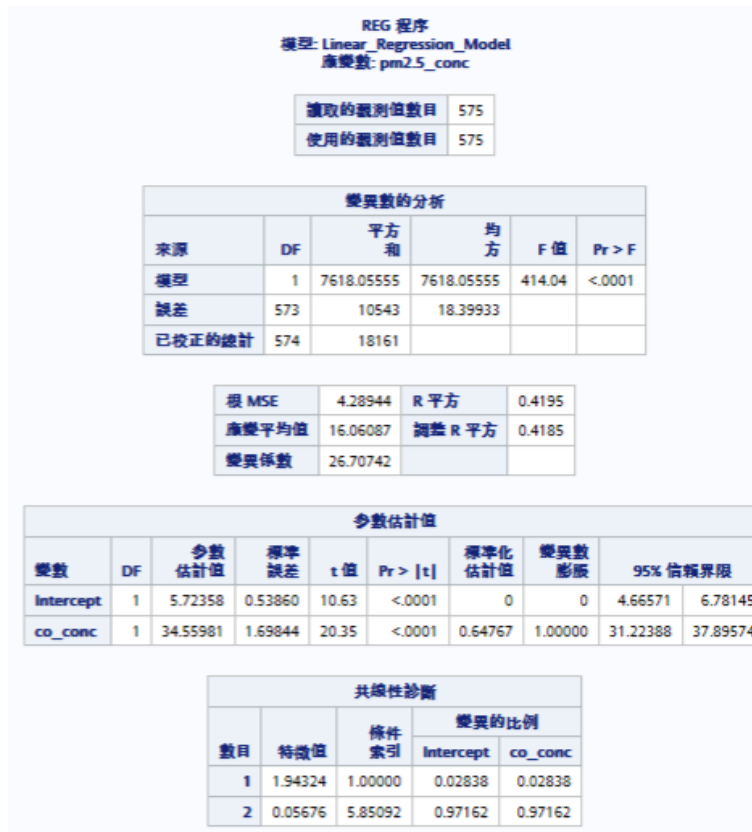 REG 程序
模型: Linear_Regression_Model
應變數: pm2.5_conc
讀取的觀測值數目 575
使用的觀測值數目 575
變異數的分析
來源 DF 平方和 均方 F 值 Pr > F
模型 1 7618.05555 7618.05555 414.04 <.0001
誤差 573 10543 18.39933
已校正的總計 574 18161
根 MSE 4.28944 R 平方 0.4195
應變平均值 16.06087 調整 R 平方 0.4185
變異係數 26.70742
參數估計值
變數 DF 參數估計值 標準誤差 t 值 Pr > |t| 標準化估計值 變異數膨脹 95% 信賴界限
Intercept 1 5.72358 0.53860 10.63 <.0001 0 0 4.66571 6.78145
co_conc 1 34.55981 1.69844 20.35 <.0001 0.64767 1.00000 31.22388 37.89574
共線性診斷
數目 特徵值 條件索引 變異的比例
Intercept co_conc
1 1.94324 1.00000 0.02838 0.02838
2 0.05676 5.85092 0.97162 0.97162